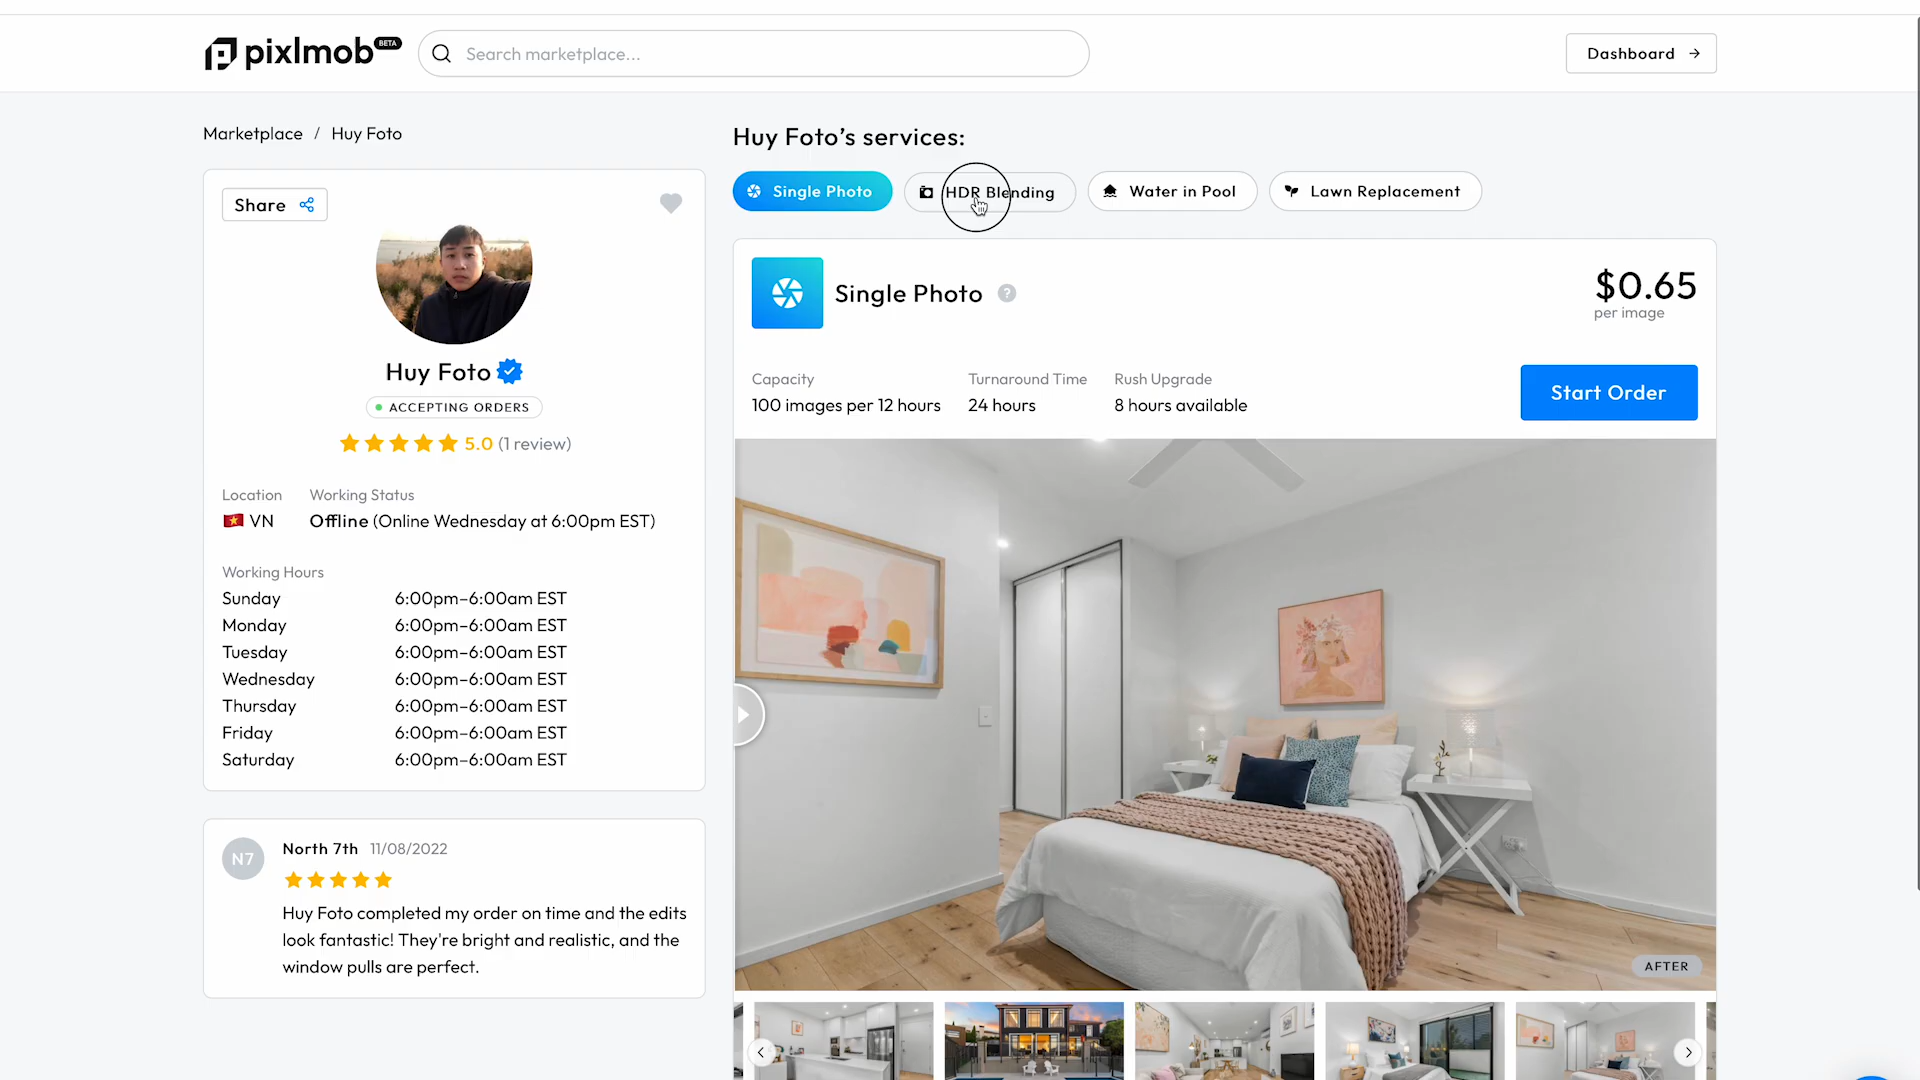 pixlmob BETA
Search marketplace...
Dashboard
Marketplace / Huy Foto
Share
Huy Foto
ACCEPTING ORDERS
5.0 (1 review)
Location
VN
Working Status
Offline (Online Wednesday at 6:00pm EST)
Working Hours
Sunday 6:00pm–6:00am EST
Monday 6:00pm–6:00am EST
Tuesday 6:00pm–6:00am EST
Wednesday 6:00pm–6:00am EST
Thursday 6:00pm–6:00am EST
Friday 6:00pm–6:00am EST
Saturday 6:00pm–6:00am EST
N7
North 7th 11/08/2022
Huy Foto completed my order on time and the edits
look fantastic! They're bright and realistic, and the
window pulls are perfect.
Huy Foto's services:
Single Photo
HDR Blending
Water in Pool
Lawn Replacement
Single Photo ?
$0.65
per image
Capacity
100 images per 12 hours
Turnaround Time
24 hours
Rush Upgrade
8 hours available
Start Order
AFTER